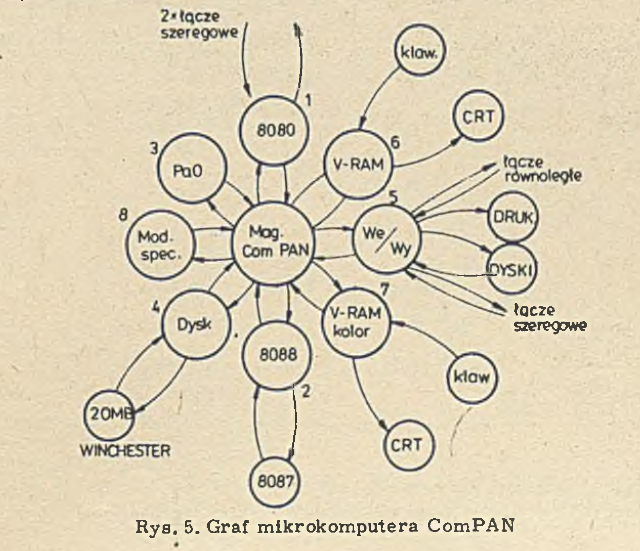 2×łącze
szeregowe
klaw.
1
8080
CRT
3
6
PaO
V-RAM
łącze
równoległe
8
5
DRUK
Mod.
spec.
Mag.
Com PAN
We/Wy
DYSKI
4
7
Dysk
V-RAM
kolor
łącze
szeregowe
8088
klaw
2
20MB
WINCHESTER
CRT
8087
Rys. 5. Graf mikrokomputera ComPAN